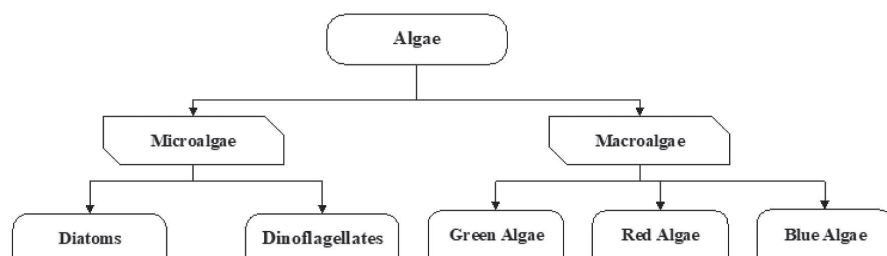 Algae
Microalgae
Macroalgae
Diatoms
Dinoflagellates
Green Algae
Red Algae
Blue Algae